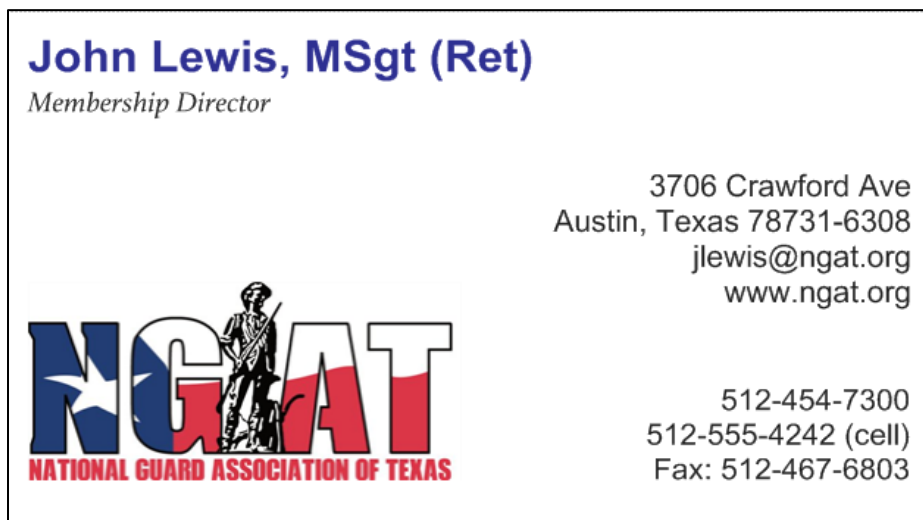 John Lewis, MSgt (Ret)
Membership Director
3706 Crawford Ave
Austin, Texas 78731-6308
jlewis@ngat.org
www.ngat.org
NGAT
NATIONAL GUARD ASSOCIATION OF TEXAS
512-454-7300
512-555-4242 (cell)
Fax: 512-467-6803